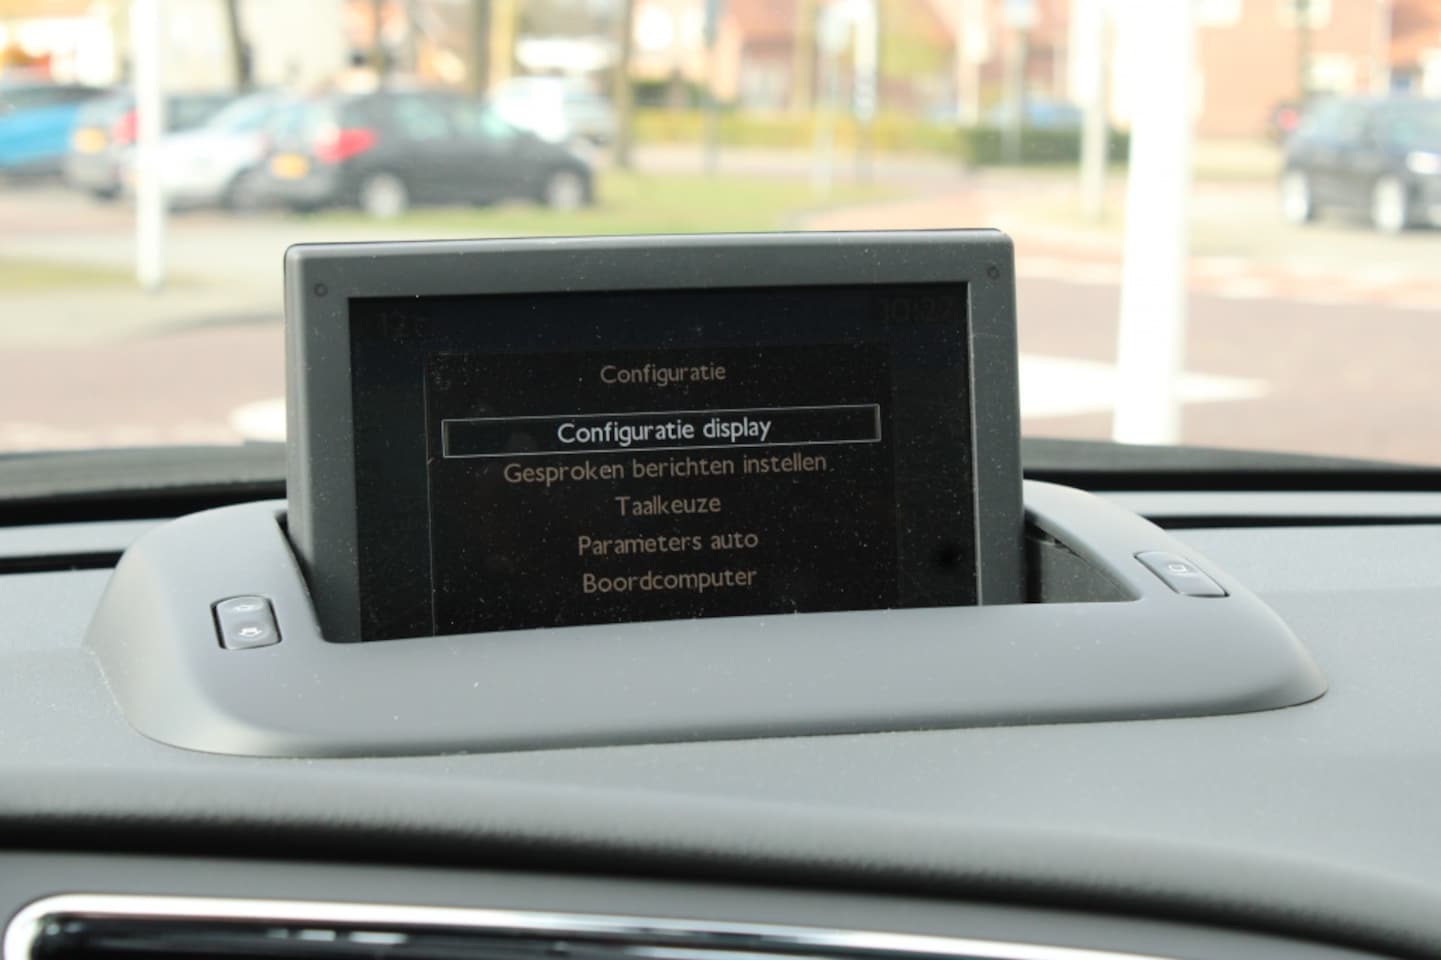 Configuratie
Configuratie display
Gesproken berichten instellen
Taalkeuze
Parameters auto
Boordcomputer